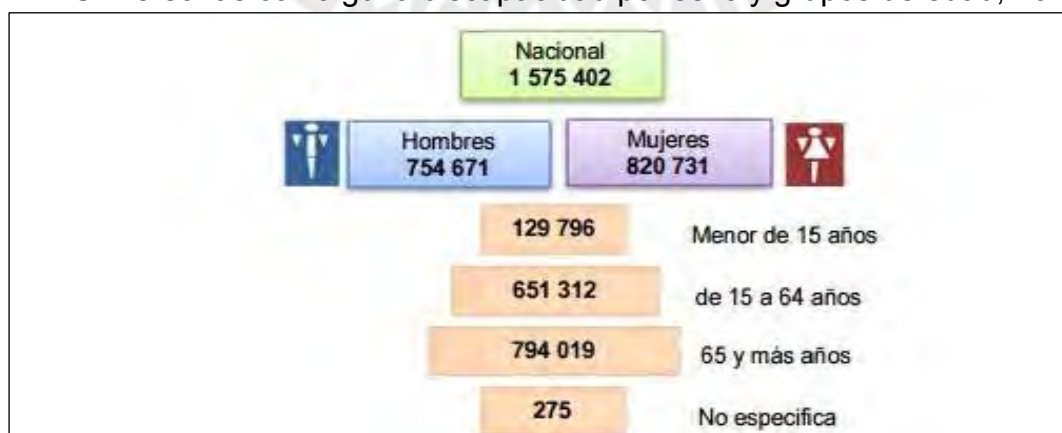 Nacional
1 575 402
Hombres
754 671
Mujeres
820 731
129 796 Menor de 15 años
651 312 de 15 a 64 años
794 019 65 y más años
275 No especifica